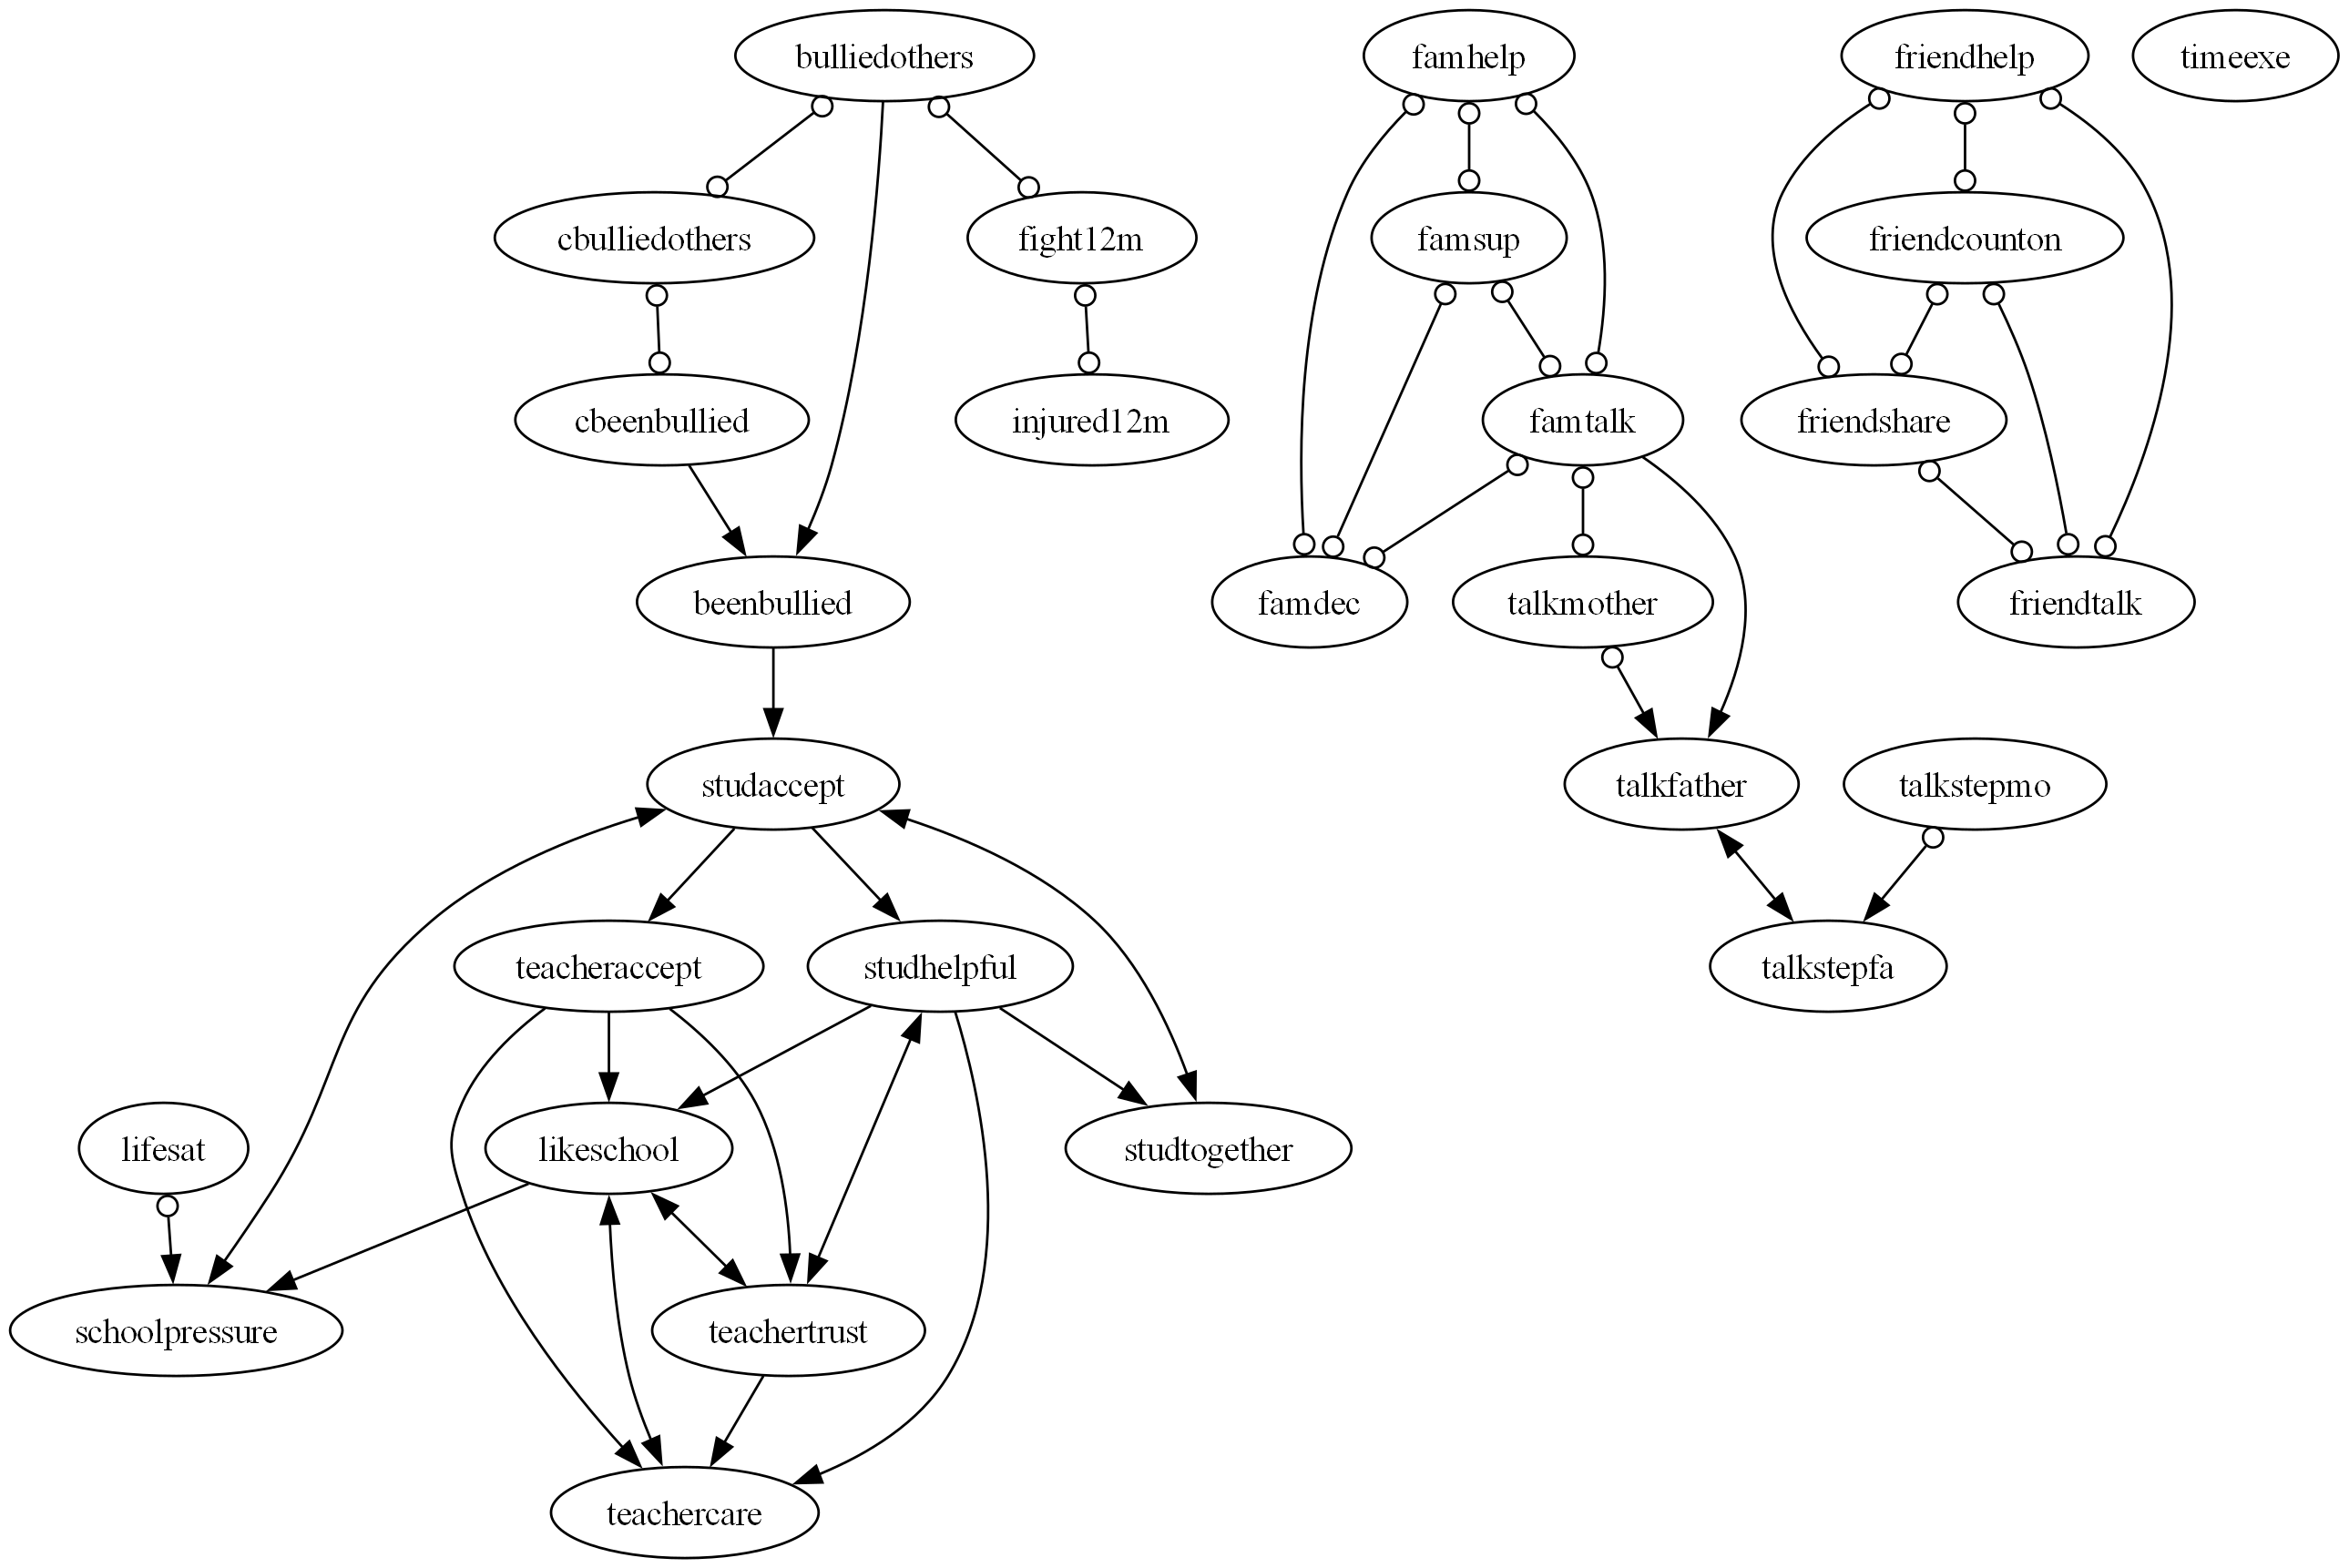 bulliedothers
famhelp
friendhelp
timeexe
cbulliedothers
fight12m
famsup
friendcounton
cbeenbullied
injured12m
famtalk
friendshare
beenbullied
famdec
talkmother
friendtalk
studaccept
talkfather
talkstepmo
teacheraccept
studhelpful
talkstepfa
lifesat
likeschool
studtogether
schoolpressure
teachertrust
teachercare